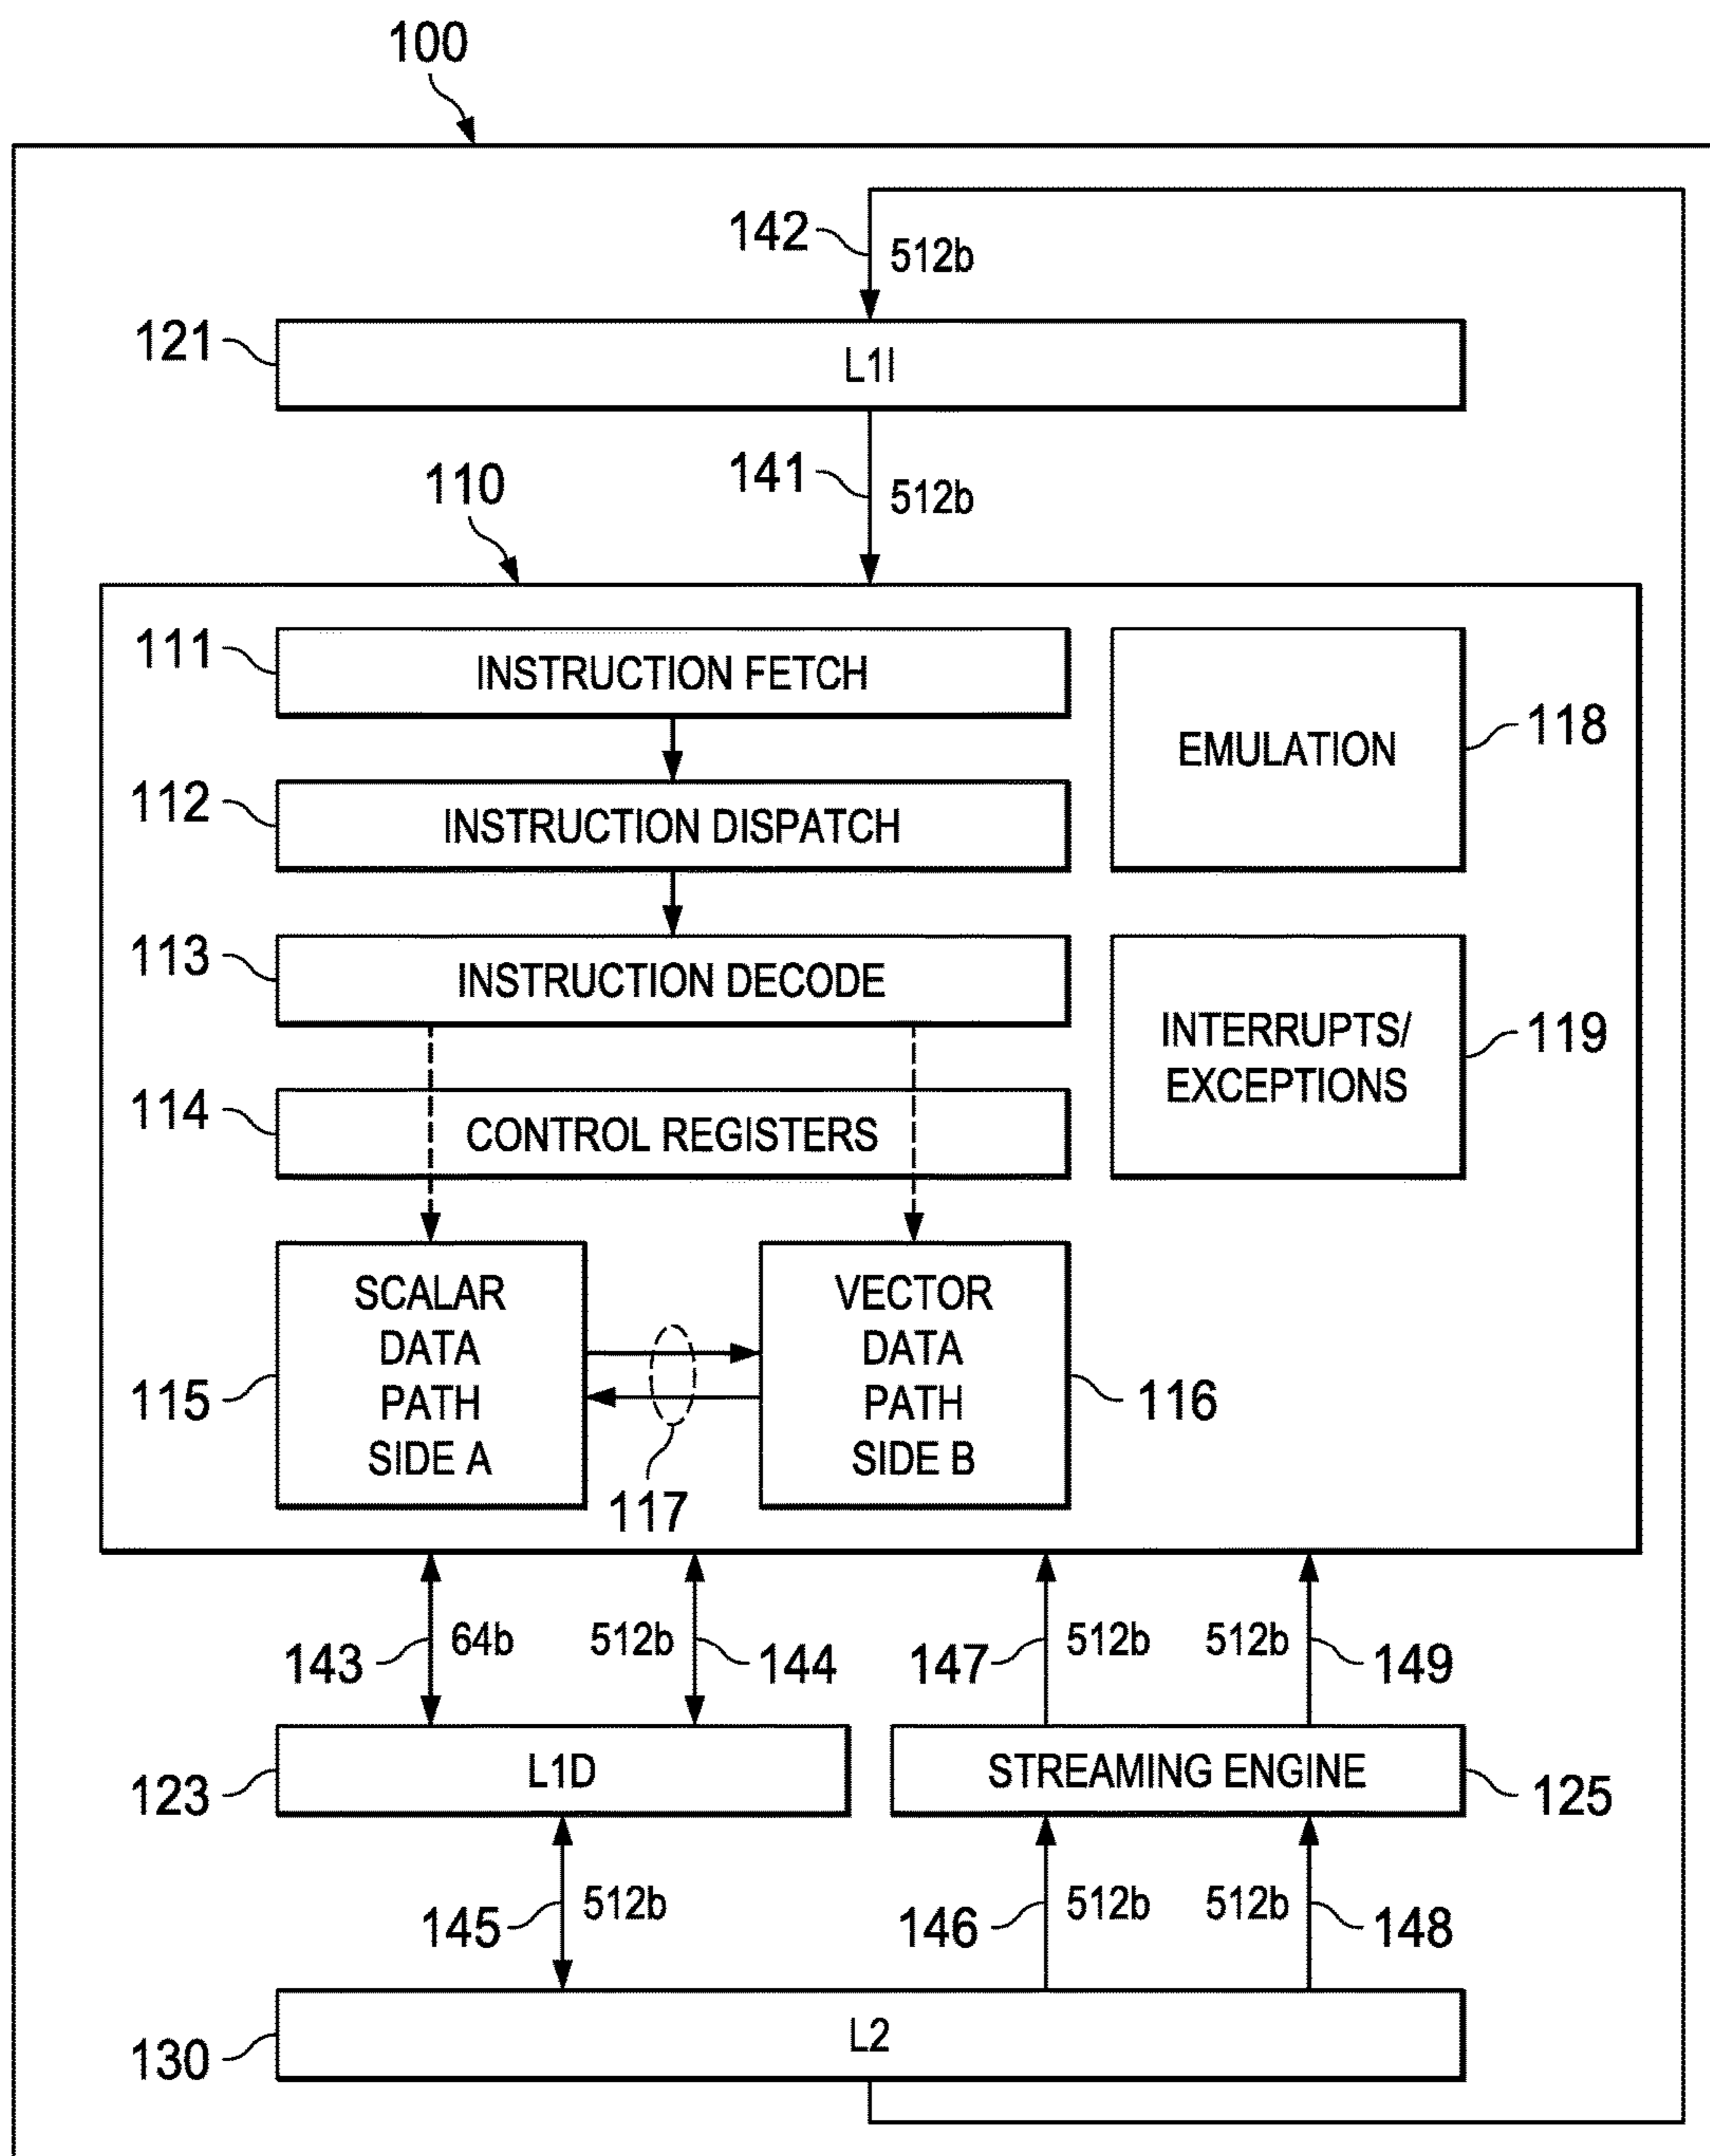 100
142
512b
121
L1I
141
512b
110
111
INSTRUCTION FETCH
118
EMULATION
112
INSTRUCTION DISPATCH
113
INSTRUCTION DECODE
119
INTERRUPTS/
EXCEPTIONS
114
CONTROL REGISTERS
115
SCALAR
DATA
PATH
SIDE A
117
VECTOR
DATA
PATH
SIDE B
116
143
64b
512b
144
147
512b
512b
149
123
L1D
STREAMING ENGINE
125
145
512b
146
512b
512b
148
130
L2